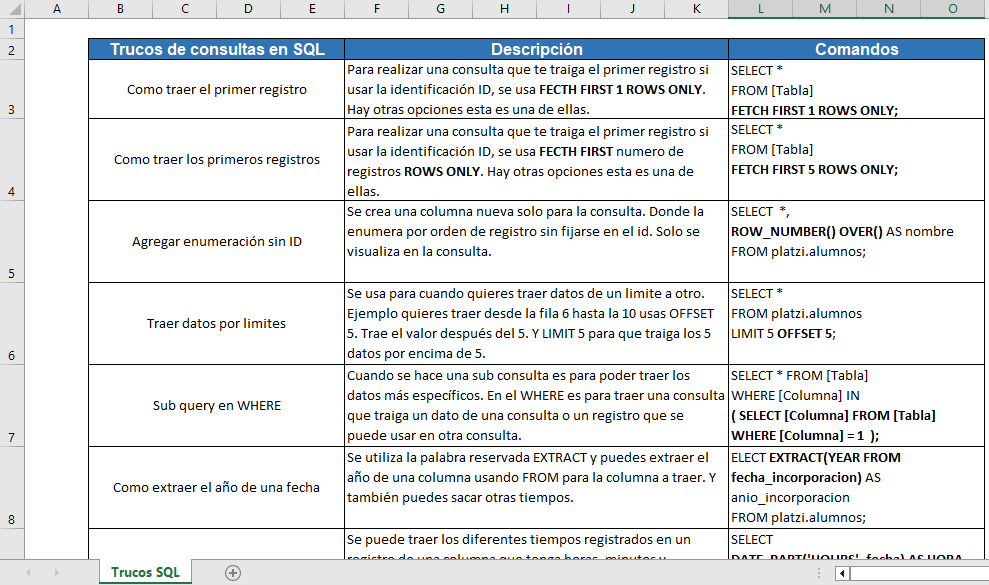 A B C D E F G H I J K L M N O
1
2 Trucos de consultas en SQL Descripción Comandos
3 Como traer el primer registro
Para realizar una consulta que te traiga el primer registro si
usar la identificación ID, se usa FECTH FIRST 1 ROWS ONLY.
Hay otras opciones esta es una de ellas.
SELECT *
FROM [Tabla]
FETCH FIRST 1 ROWS ONLY;
4 Como traer los primeros registros
Para realizar una consulta que te traiga el primer registro si
usar la identificación ID, se usa FECTH FIRST numero de
registros ROWS ONLY. Hay otras opciones esta es una de
ellas.
SELECT *
FROM [Tabla]
FETCH FIRST 5 ROWS ONLY;
5 Agregar enumeración sin ID
Se crea una columna nueva solo para la consulta. Donde la
enumera por orden de registro sin fijarse en el id. Solo se
visualiza en la consulta.
SELECT *,
ROW_NUMBER() OVER() AS nombre
FROM platzi.alumnos;
6 Traer datos por limites
Se usa para cuando quieres traer datos de un limite a otro.
Ejemplo quieres traer desde la fila 6 hasta la 10 usas OFFSET
5. Trae el valor después del 5. Y LIMIT 5 para que traiga los 5
datos por encima de 5.
SELECT *
FROM platzi.alumnos
LIMIT 5 OFFSET 5;
7 Sub query en WHERE
Cuando se hace una sub consulta es para poder traer los
datos más específicos. En el WHERE es para traer una consulta
que traiga un dato de una consulta o un registro que se
puede usar en otra consulta.
SELECT * FROM [Tabla]
WHERE [Columna] IN
( SELECT [Columna] FROM [Tabla]
WHERE [Columna] = 1 );
8 Como extraer el año de una fecha
Se utiliza la palabra reservada EXTRACT y puedes extraer el
año de una columna usando FROM para la columna a traer. Y
también puedes sacar otras tiempos.
ELECT EXTRACT(YEAR FROM
fecha_incorporacion) AS
anio_incorporacion
FROM platzi.alumnos;
Se puede traer los diferentes tiempos registrados en un
registro de una columna que tenga horas, minutos y
SELECT
DATE_PART('HOURS', fecha) AS HORA
Trucos SQL